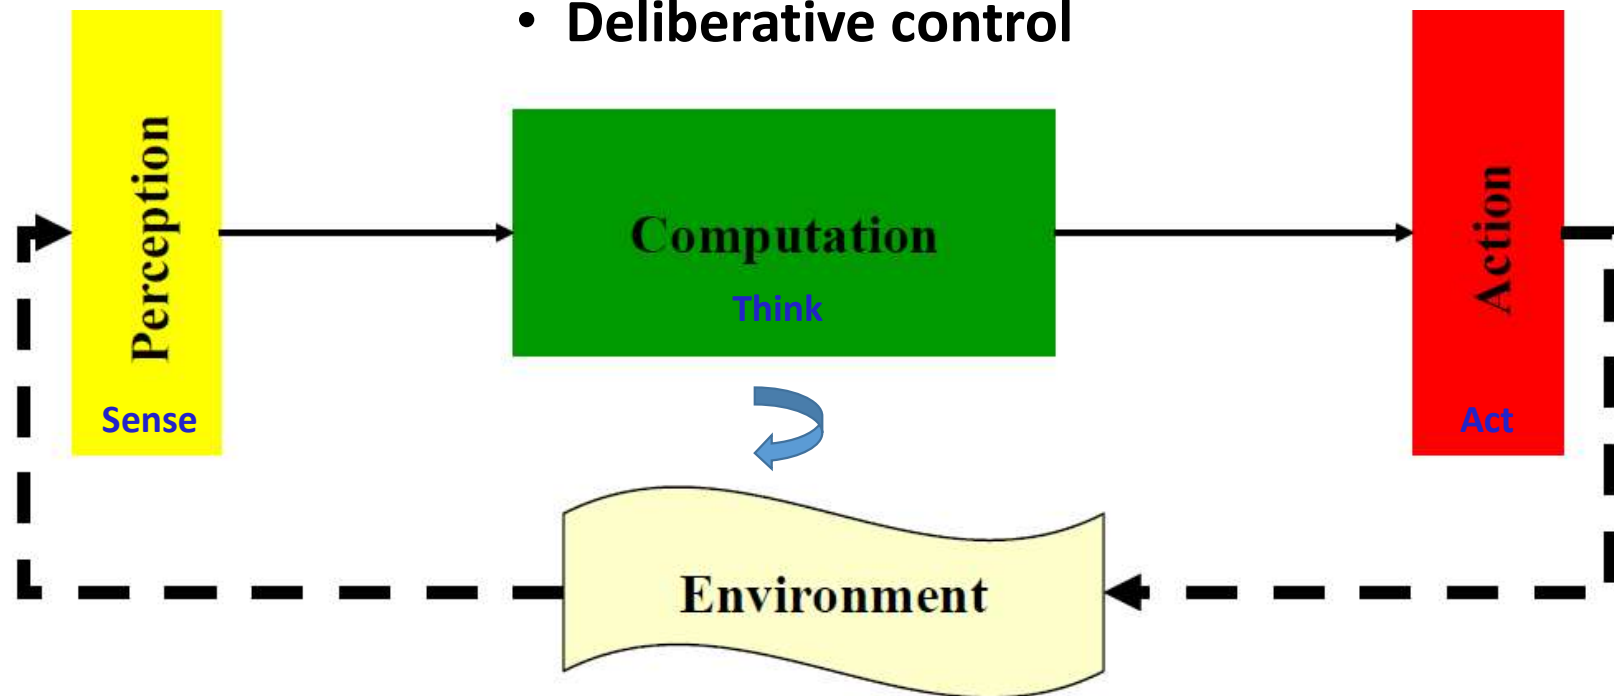 • Deliberative control
Perception
Sense
Computation
Think
Action
Act
Environment